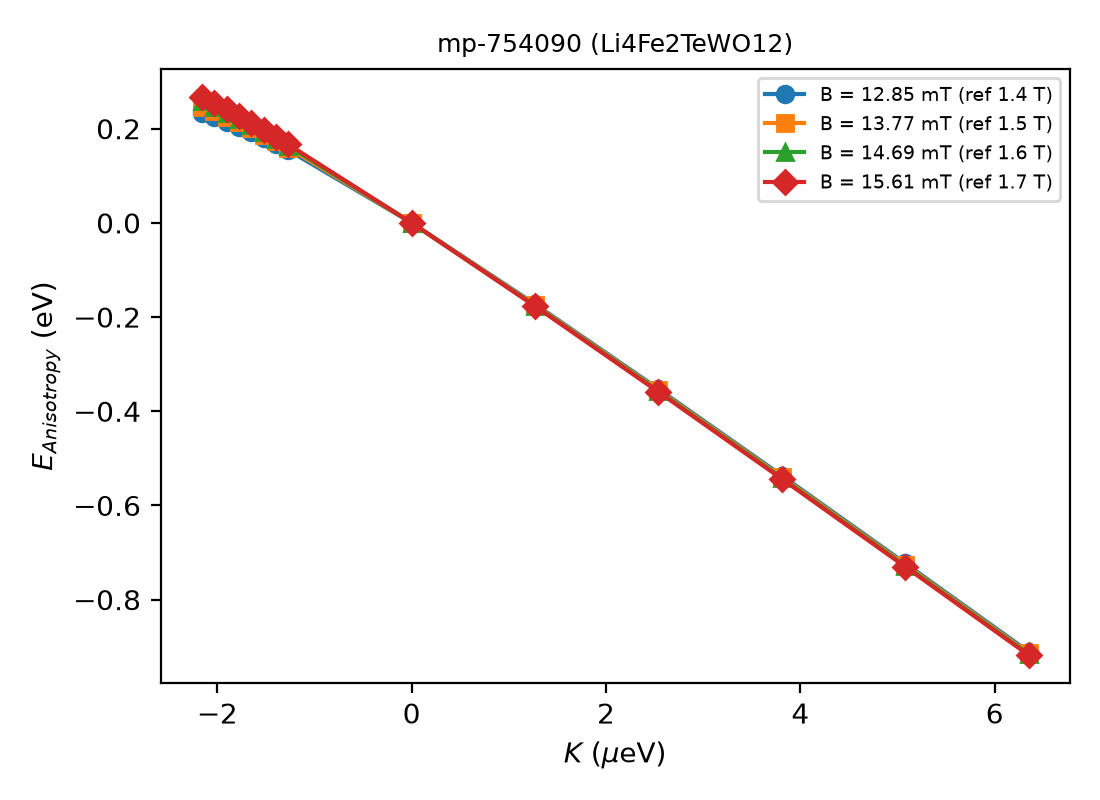 mp-754090 (Li4Fe2TeWO12)
B = 12.85 mT (ref 1.4 T)
B = 13.77 mT (ref 1.5 T)
B = 14.69 mT (ref 1.6 T)
B = 15.61 mT (ref 1.7 T)
0.2
0.0
−0.2
−0.4
−0.6
−0.8
E_Anisotropy (eV)
−2 0 2 4 6
K (μeV)